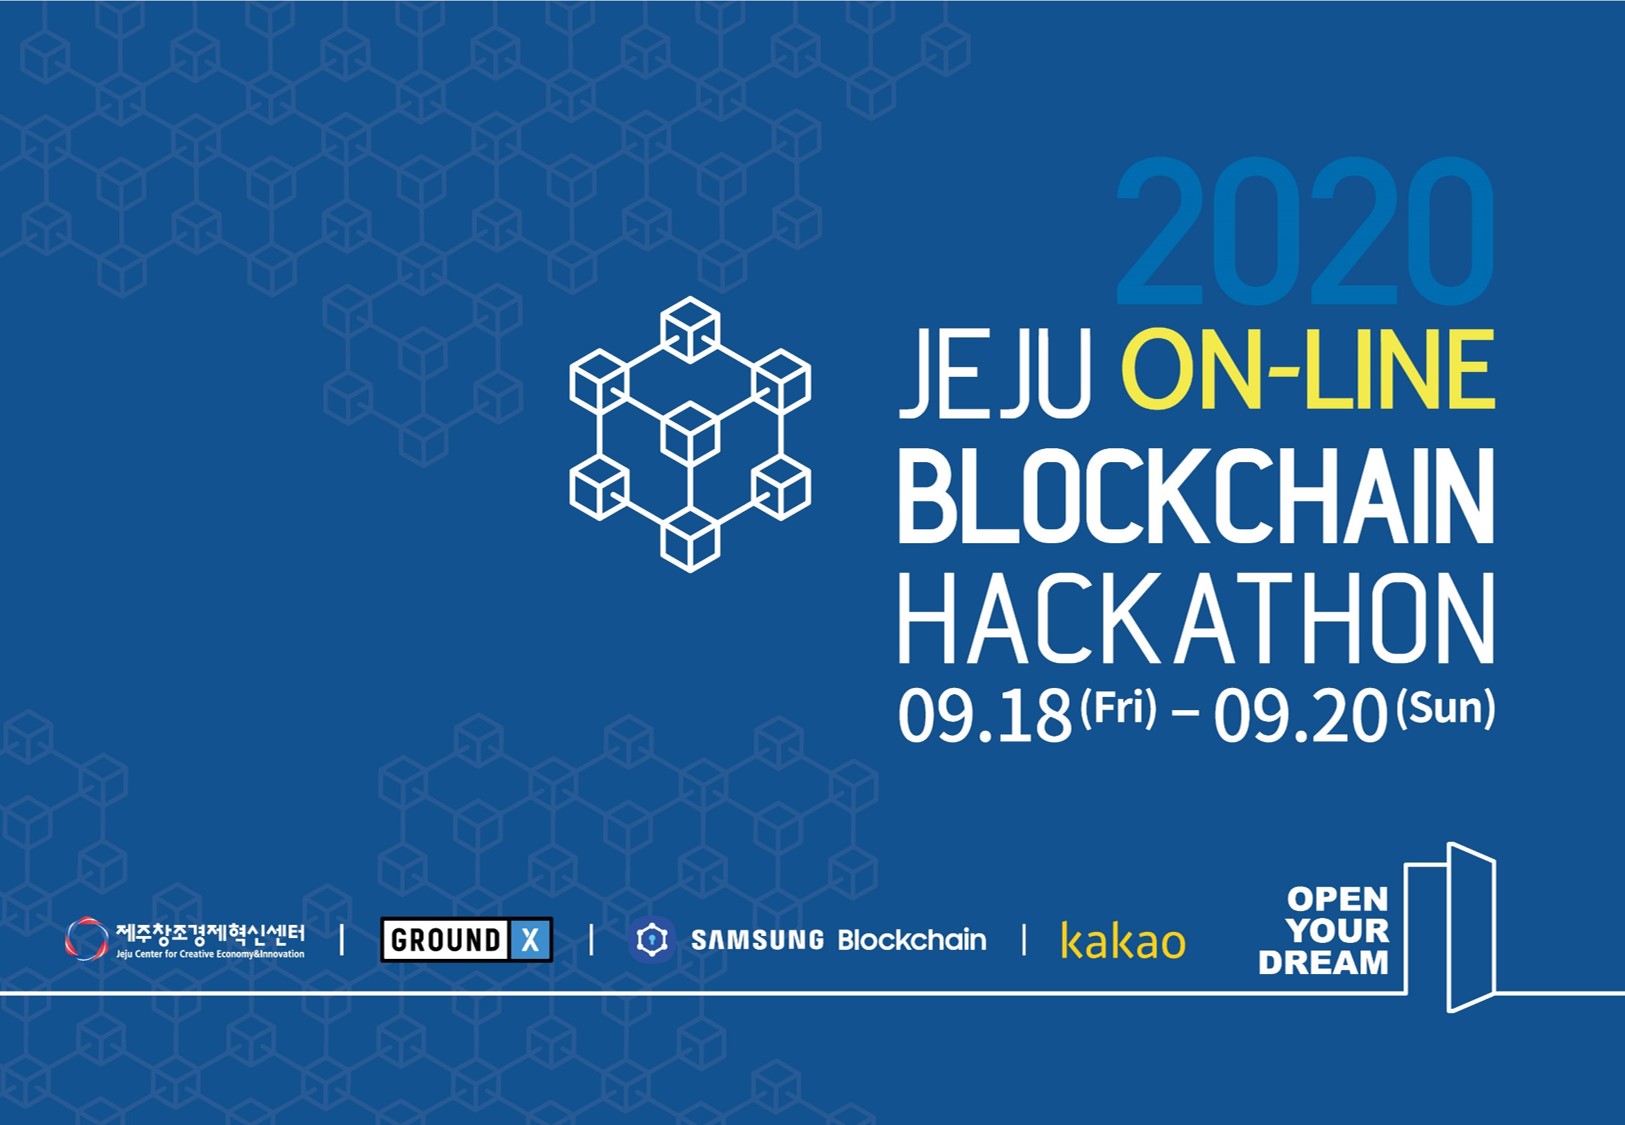 2020
JEJU ON-LINE
BLOCKCHAIN
HACKATHON
09.18(Fri) – 09.20(Sun)
제주창조경제혁신센터
Jeju Center for Creative Economy&Innovation
GROUND X
SAMSUNG Blockchain
kakao
OPEN
YOUR
DREAM